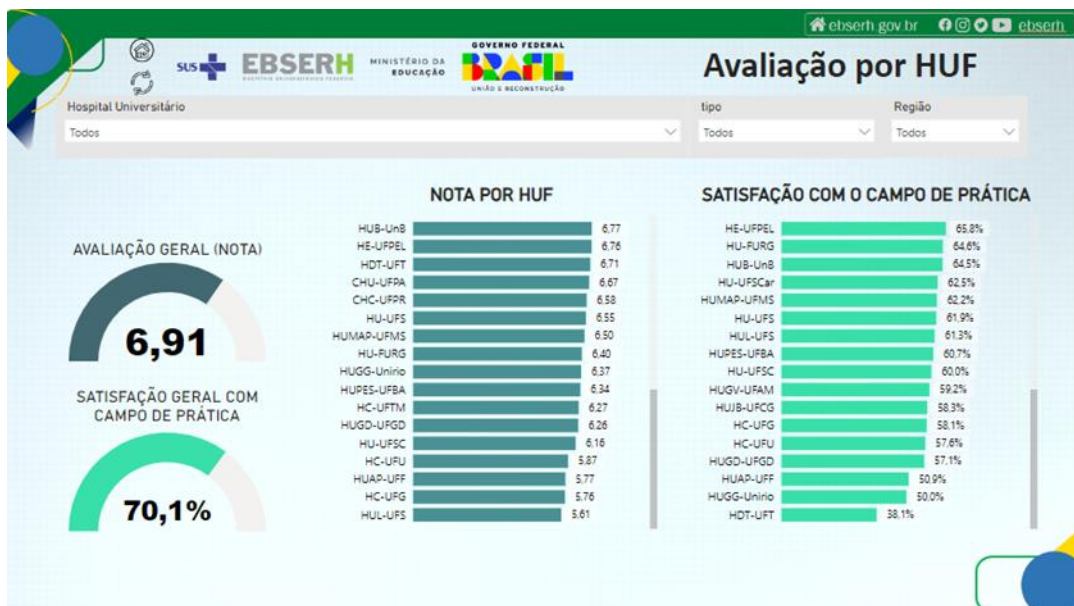 ebserh.gov.br ebserh
SUS EBSERH
HOSPITAIS UNIVERSITÁRIOS FEDERAIS
MINISTÉRIO DA
EDUCAÇÃO
GOVERNO FEDERAL
BRASIL
UNIÃO E RECONSTRUÇÃO
Avaliação por HUF
Hospital Universitário
Todos
tipo
Todos
Região
Todos
AVALIAÇÃO GERAL (NOTA)
6,91
SATISFAÇÃO GERAL COM
CAMPO DE PRÁTICA
70,1%
NOTA POR HUF
HUB-UnB 6,77
HE-UFPEL 6,76
HDT-UFT 6,71
CHU-UFPA 6,67
CHC-UFPR 6,58
HU-UFS 6,55
HUMAP-UFMS 6,50
HU-FURG 6,40
HUGG-Unirio 6,37
HUPES-UFBA 6,34
HC-UFTM 6,27
HUGD-UFGD 6,26
HU-UFSC 6,16
HC-UFU 5,87
HUAP-UFF 5,77
HC-UFG 5,76
HUL-UFS 5,61
SATISFAÇÃO COM O CAMPO DE PRÁTICA
HE-UFPEL 65,8%
HU-FURG 64,6%
HUB-UnB 64,5%
HU-UFSCar 62,5%
HUMAP-UFMS 62,2%
HU-UFS 61,9%
HUL-UFS 61,3%
HUPES-UFBA 60,7%
HU-UFSC 60,0%
HUGV-UFAM 59,2%
HUJB-UFCG 58,3%
HC-UFG 58,1%
HC-UFU 57,6%
HUGD-UFGD 57,1%
HUAP-UFF 50,9%
HUGG-Unirio 50,0%
HDT-UFT 38,1%